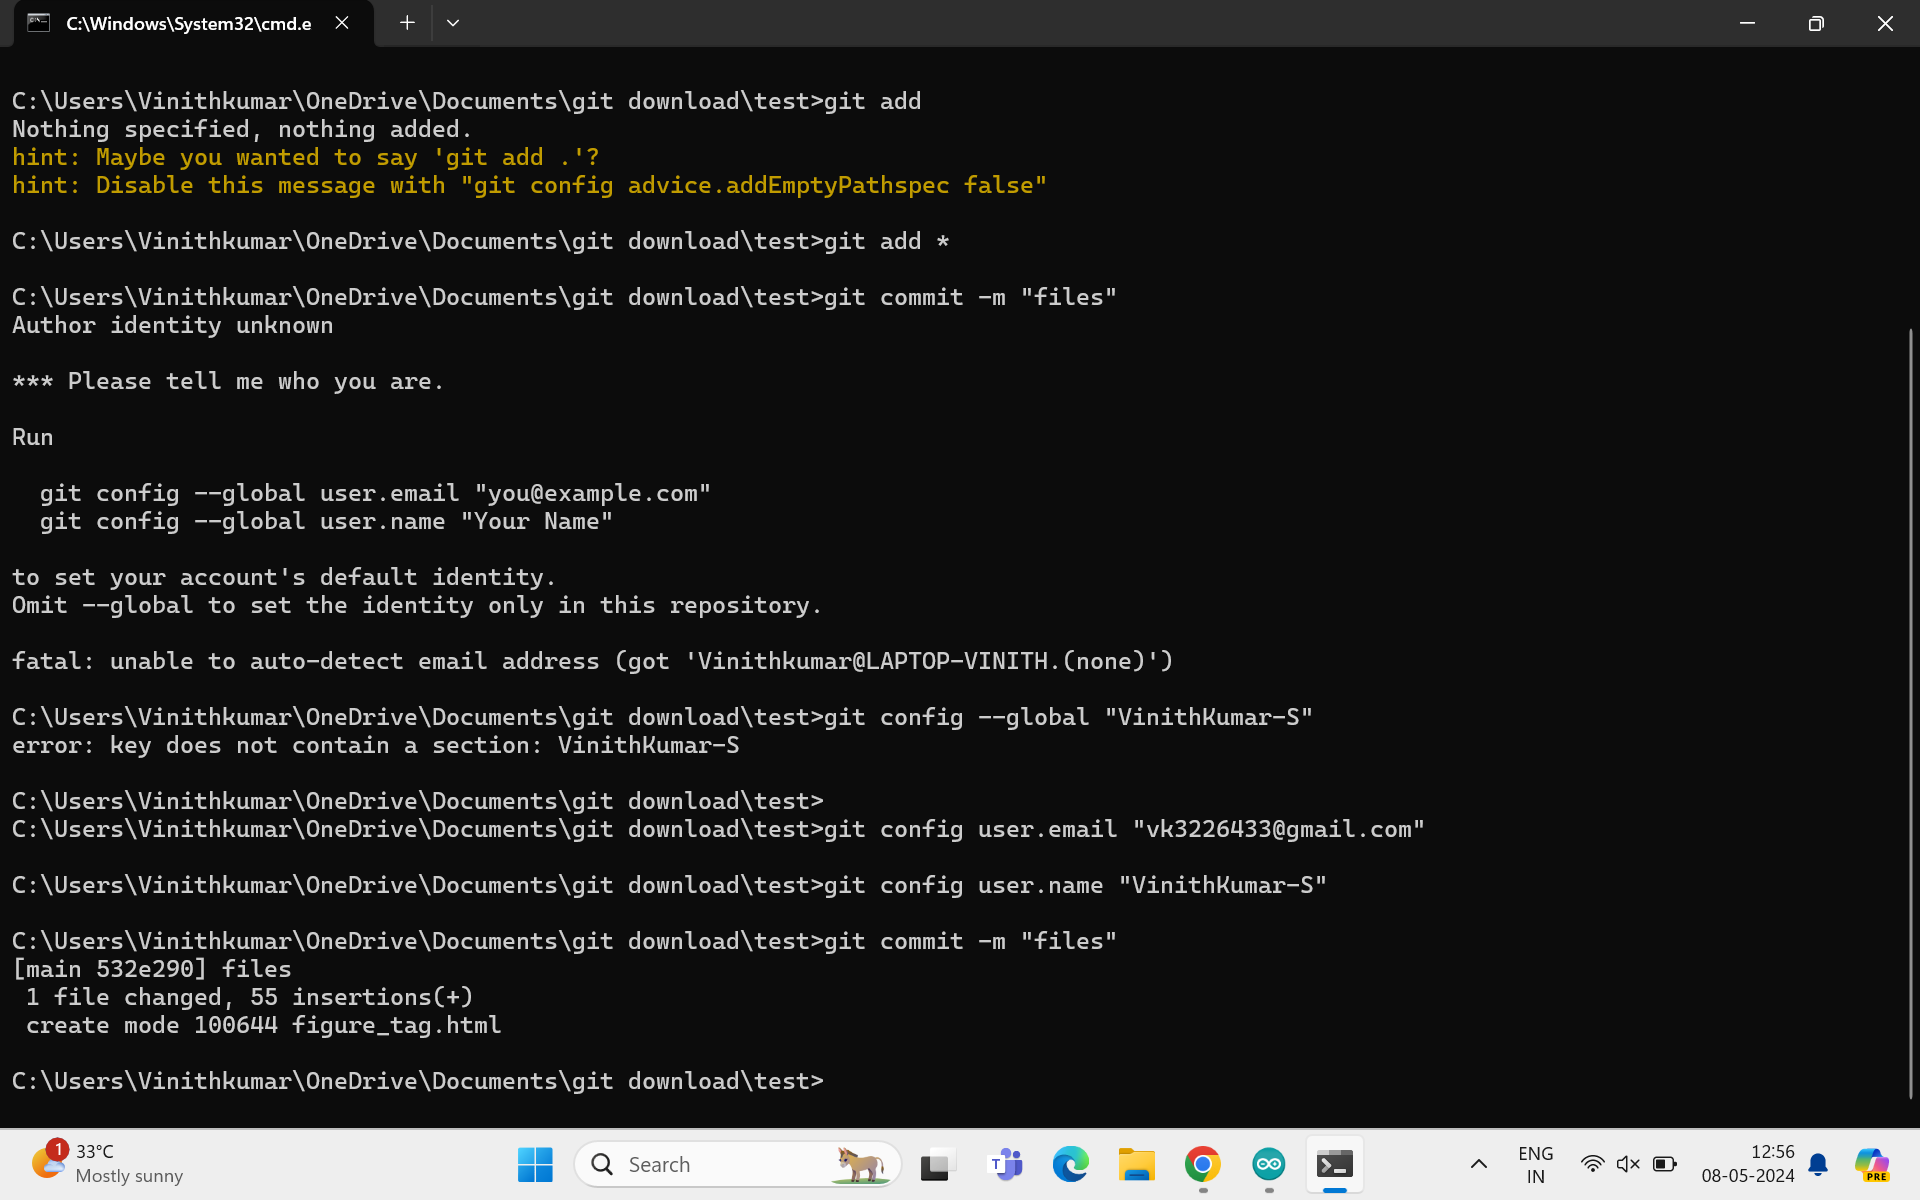 C:\Windows\System32\cmd.e
C:\Users\Vinithkumar\OneDrive\Documents\git download\test>git add
Nothing specified, nothing added.
hint: Maybe you wanted to say 'git add .'?
hint: Disable this message with "git config advice.addEmptyPathspec false"
C:\Users\Vinithkumar\OneDrive\Documents\git download\test>git add *
C:\Users\Vinithkumar\OneDrive\Documents\git download\test>git commit -m "files"
Author identity unknown
*** Please tell me who you are.
Run
git config --global user.email "you@example.com"
git config --global user.name "Your Name"
to set your account's default identity.
Omit --global to set the identity only in this repository.
fatal: unable to auto-detect email address (got 'Vinithkumar@LAPTOP-VINITH.(none)')
C:\Users\Vinithkumar\OneDrive\Documents\git download\test>git config --global "VinithKumar-S"
error: key does not contain a section: VinithKumar-S
C:\Users\Vinithkumar\OneDrive\Documents\git download\test>
C:\Users\Vinithkumar\OneDrive\Documents\git download\test>git config user.email "vk3226433@gmail.com"
C:\Users\Vinithkumar\OneDrive\Documents\git download\test>git config user.name "VinithKumar-S"
C:\Users\Vinithkumar\OneDrive\Documents\git download\test>git commit -m "files"
[main 532e290] files
1 file changed, 55 insertions(+)
create mode 100644 figure_tag.html
C:\Users\Vinithkumar\OneDrive\Documents\git download\test>
1
33°C
Mostly sunny
Search
T
ENG
IN
12:56
08-05-2024
PRE